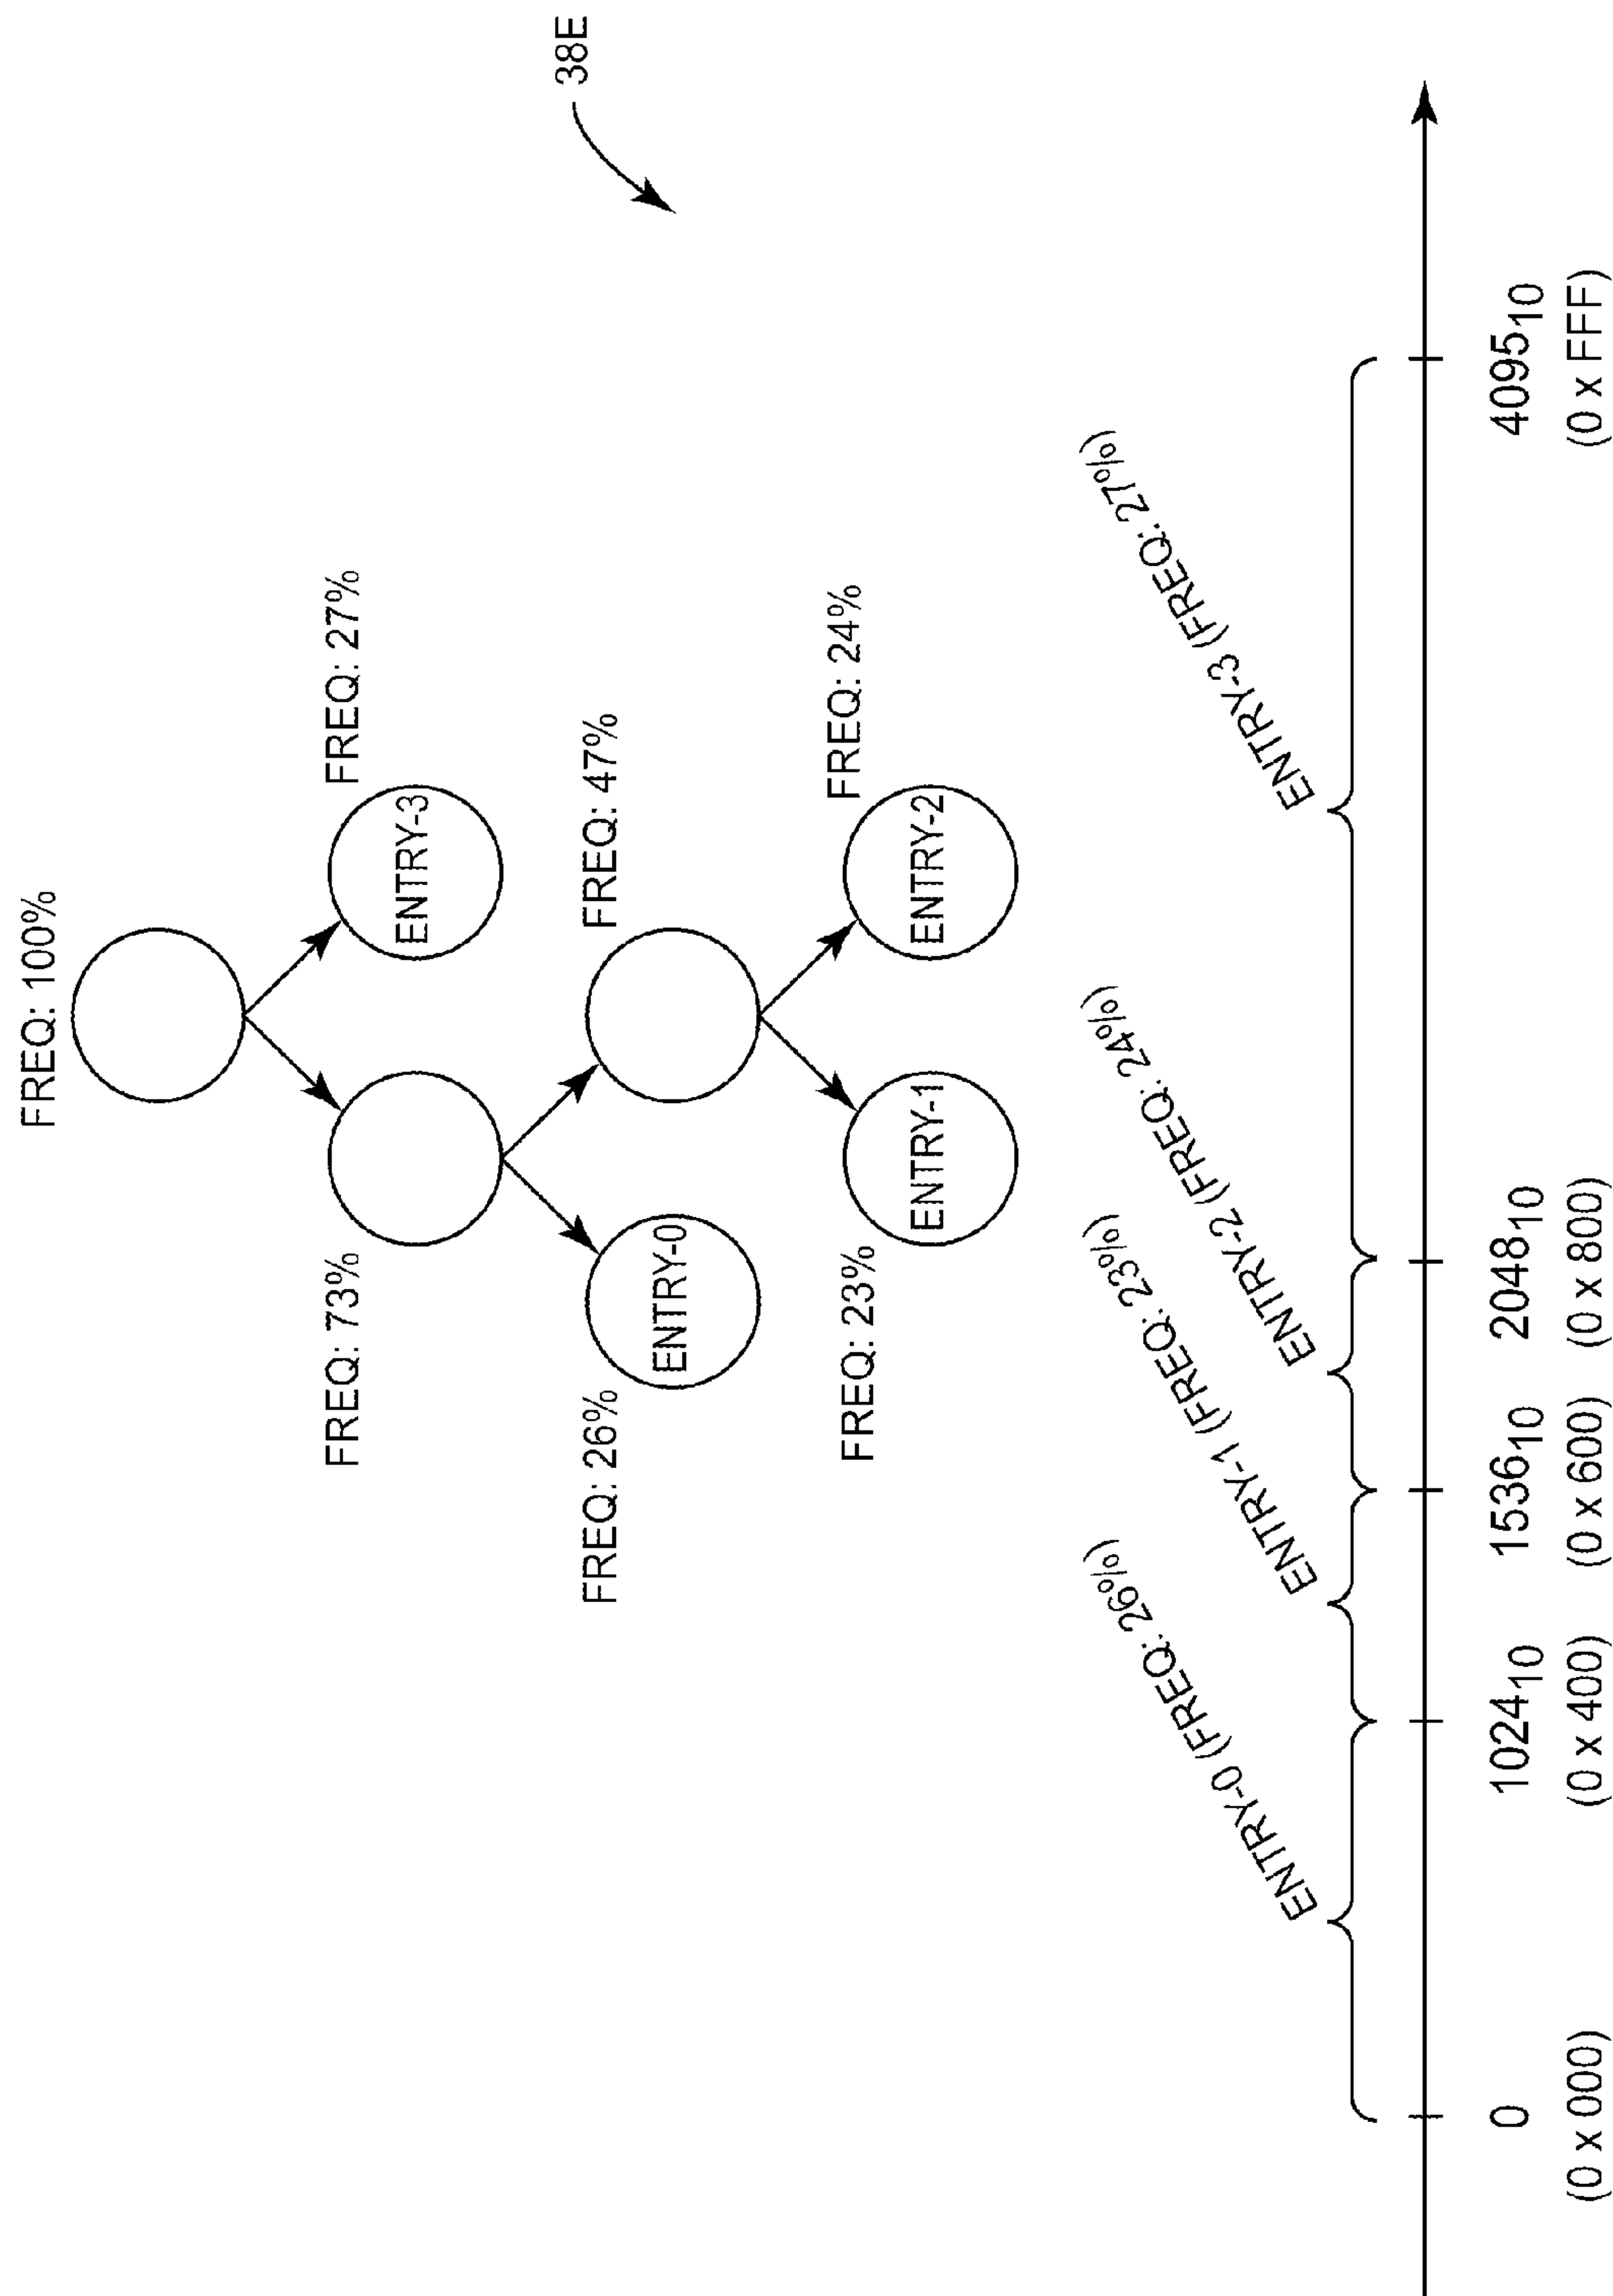 FREQ: 100%
38E
FREQ: 73%
FREQ: 27%
ENTRY-3
FREQ: 26%
FREQ: 47%
ENTRY-0
FREQ: 23%
FREQ: 24%
ENTRY-1
ENTRY-2
ENTRY-0 (FREQ: 26%)
ENTRY-1 (FREQ: 23%)
ENTRY-2 (FREQ: 24%)
ENTRY-3 (FREQ: 27%)
0 1024₁₀ 1536₁₀ 2048₁₀ 4095₁₀
(0 x 000) (0 x 400) (0 x 600) (0 x 800) (0 x FFF)